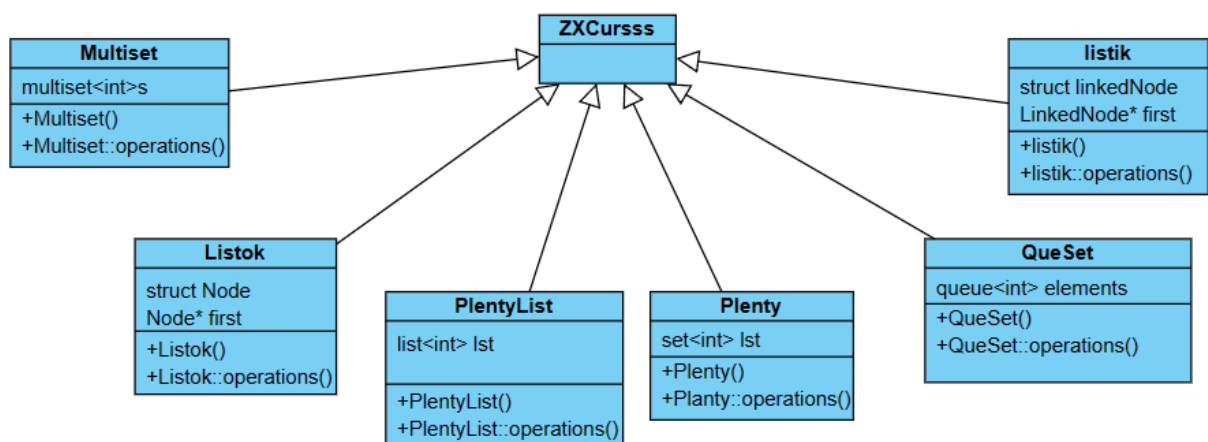 ZXCursss
Multiset
multiset<int>s
+Multiset()
+Multiset::operations()
listik
struct linkedNode
LinkedNode* first
+listik()
+listik::operations()
Listok
struct Node
Node* first
+Listok()
+Listok::operations()
PlentyList
list<int> lst
+PlentyList()
+PlentyList::operations()
Plenty
set<int> lst
+Plenty()
+Planty::operations()
QueSet
queue<int> elements
+QueSet()
+QueSet::operations()